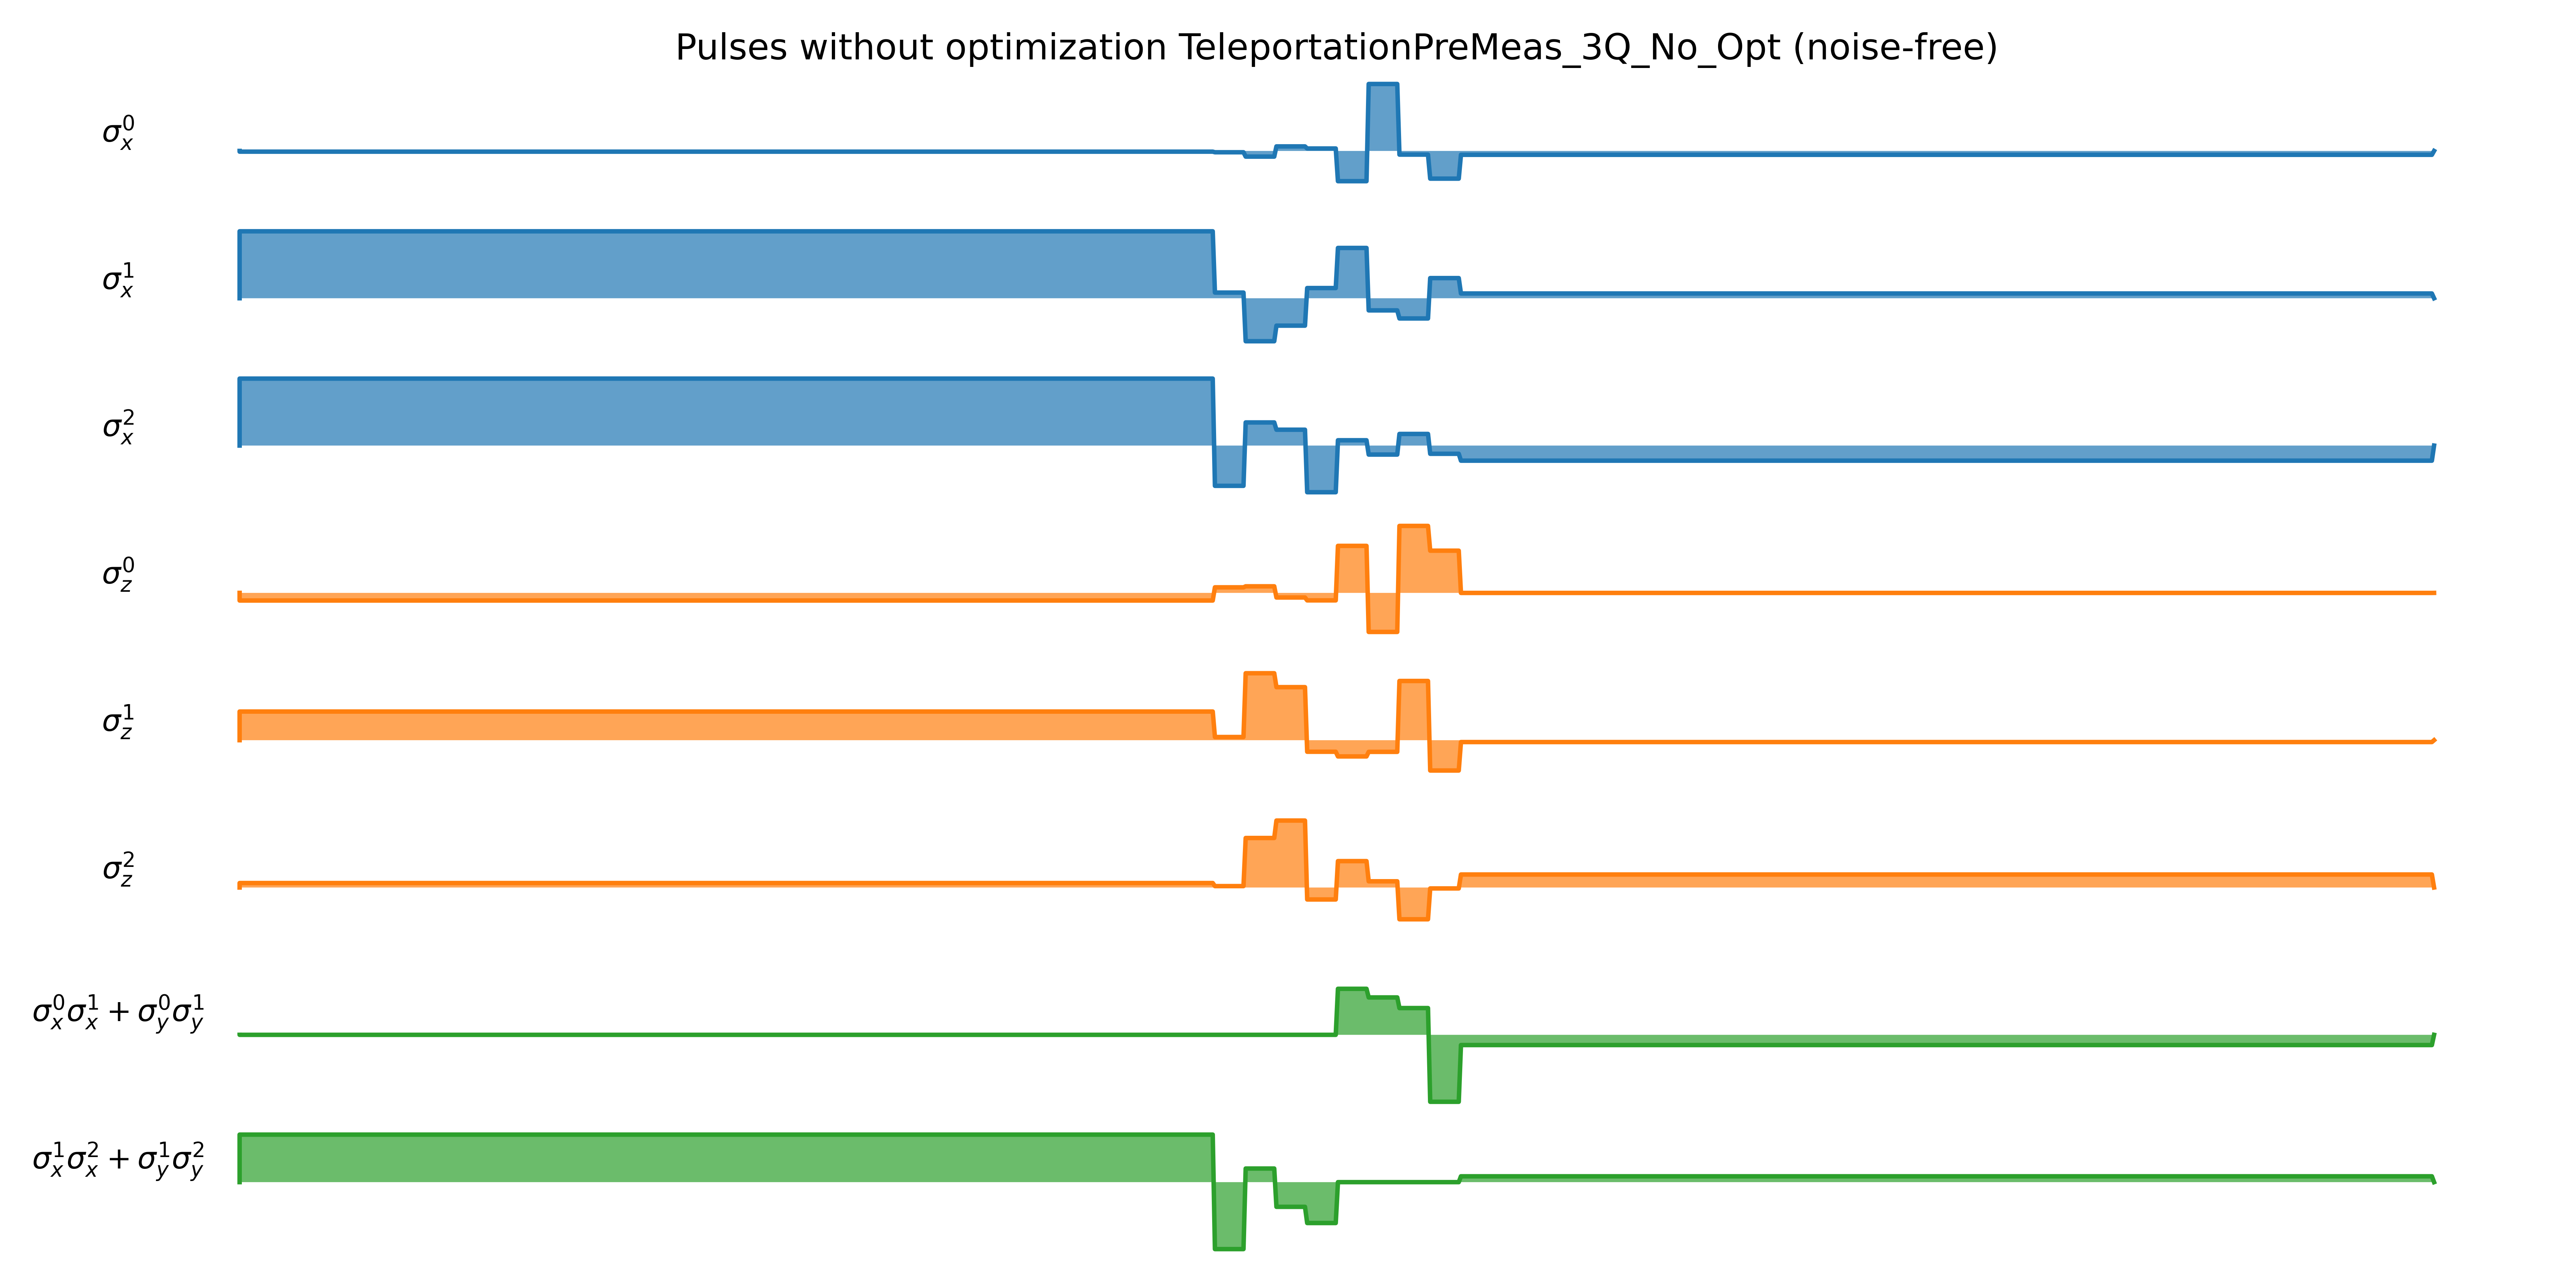 Pulses without optimization TeleportationPreMeas_3Q_No_Opt (noise-free)
σ_x^0
σ_x^1
σ_x^2
σ_z^0
σ_z^1
σ_z^2
σ_x^0σ_x^1 + σ_y^0σ_y^1
σ_x^1σ_x^2 + σ_y^1σ_y^2